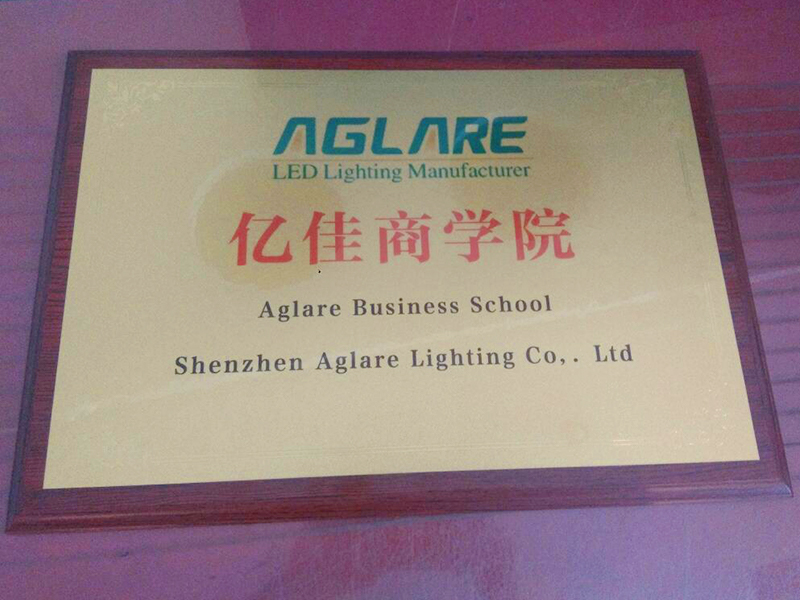 AGLARE
LED Lighting Manufacturer
亿佳商学院
Aglare Business School
Shenzhen Aglare Lighting Co,. Ltd